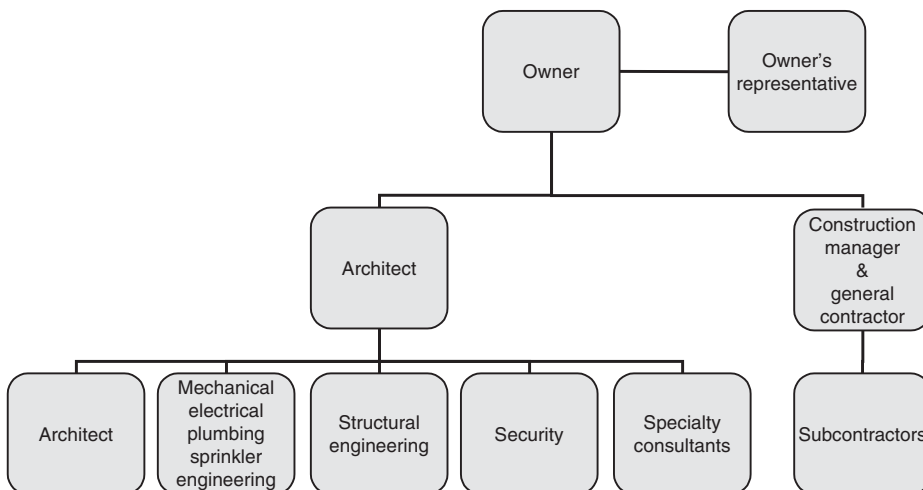 Owner
Owner's
representative
Architect
Construction
manager
&
general
contractor
Architect
Mechanical
electrical
plumbing
sprinkler
engineering
Structural
engineering
Security
Specialty
consultants
Subcontractors